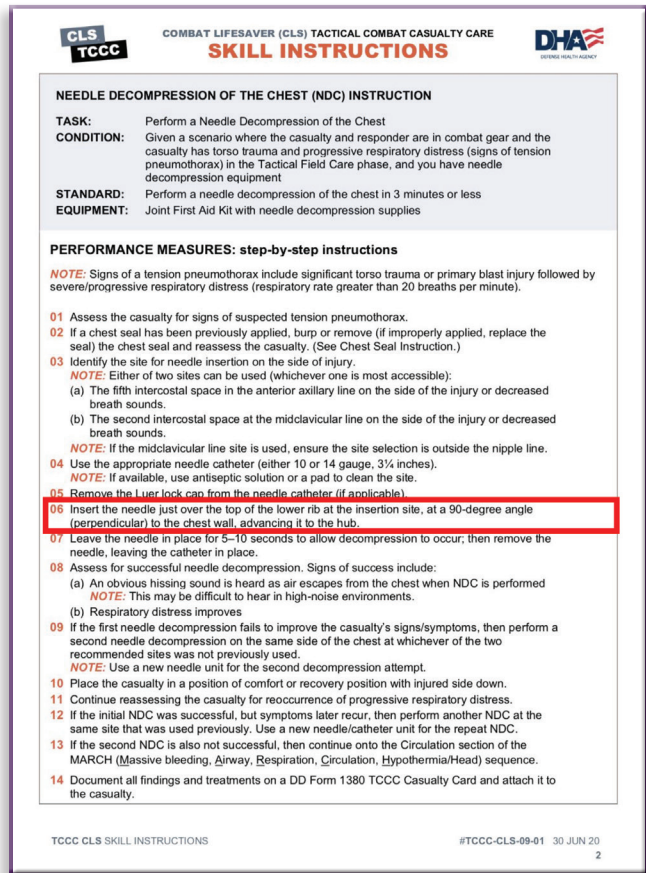 CLS
TCCC
COMBAT LIFESAVER (CLS) TACTICAL COMBAT CASUALTY CARE
SKILL INSTRUCTIONS
DHA
DEFENSE HEALTH AGENCY
NEEDLE DECOMPRESSION OF THE CHEST (NDC) INSTRUCTION
TASK: Perform a Needle Decompression of the Chest
CONDITION: Given a scenario where the casualty and responder are in combat gear and the
casualty has torso trauma and progressive respiratory distress (signs of tension
pneumothorax) in the Tactical Field Care phase, and you have needle
decompression equipment
STANDARD: Perform a needle decompression of the chest in 3 minutes or less
EQUIPMENT: Joint First Aid Kit with needle decompression supplies
PERFORMANCE MEASURES: step-by-step instructions
NOTE: Signs of a tension pneumothorax include significant torso trauma or primary blast injury followed by
severe/progressive respiratory distress (respiratory rate greater than 20 breaths per minute).
01 Assess the casualty for signs of suspected tension pneumothorax.
02 If a chest seal has been previously applied, burp or remove (if improperly applied, replace the
seal) the chest seal and reassess the casualty. (See Chest Seal Instruction.)
03 Identify the site for needle insertion on the side of injury.
NOTE: Either of two sites can be used (whichever one is most accessible):
(a) The fifth intercostal space in the anterior axillary line on the side of the injury or decreased
breath sounds.
(b) The second intercostal space at the midclavicular line on the side of the injury or decreased
breath sounds.
NOTE: If the midclavicular line site is used, ensure the site selection is outside the nipple line.
04 Use the appropriate needle catheter (either 10 or 14 gauge, 3¼ inches).
NOTE: If available, use antiseptic solution or a pad to clean the site.
05 Remove the Luer lock cap from the needle catheter (if applicable).
06 Insert the needle just over the top of the lower rib at the insertion site, at a 90-degree angle
(perpendicular) to the chest wall, advancing it to the hub.
07 Leave the needle in place for 5–10 seconds to allow decompression to occur; then remove the
needle, leaving the catheter in place.
08 Assess for successful needle decompression. Signs of success include:
(a) An obvious hissing sound is heard as air escapes from the chest when NDC is performed
NOTE: This may be difficult to hear in high-noise environments.
(b) Respiratory distress improves
09 If the first needle decompression fails to improve the casualty's signs/symptoms, then perform a
second needle decompression on the same side of the chest at whichever of the two
recommended sites was not previously used.
NOTE: Use a new needle unit for the second decompression attempt.
10 Place the casualty in a position of comfort or recovery position with injured side down.
11 Continue reassessing the casualty for reoccurrence of progressive respiratory distress.
12 If the initial NDC was successful, but symptoms later recur, then perform another NDC at the
same site that was used previously. Use a new needle/catheter unit for the repeat NDC.
13 If the second NDC is also not successful, then continue onto the Circulation section of the
MARCH (Massive bleeding, Airway, Respiration, Circulation, Hypothermia/Head) sequence.
14 Document all findings and treatments on a DD Form 1380 TCCC Casualty Card and attach it to
the casualty.
TCCC CLS SKILL INSTRUCTIONS
#TCCC-CLS-09-01 30 JUN 20
2